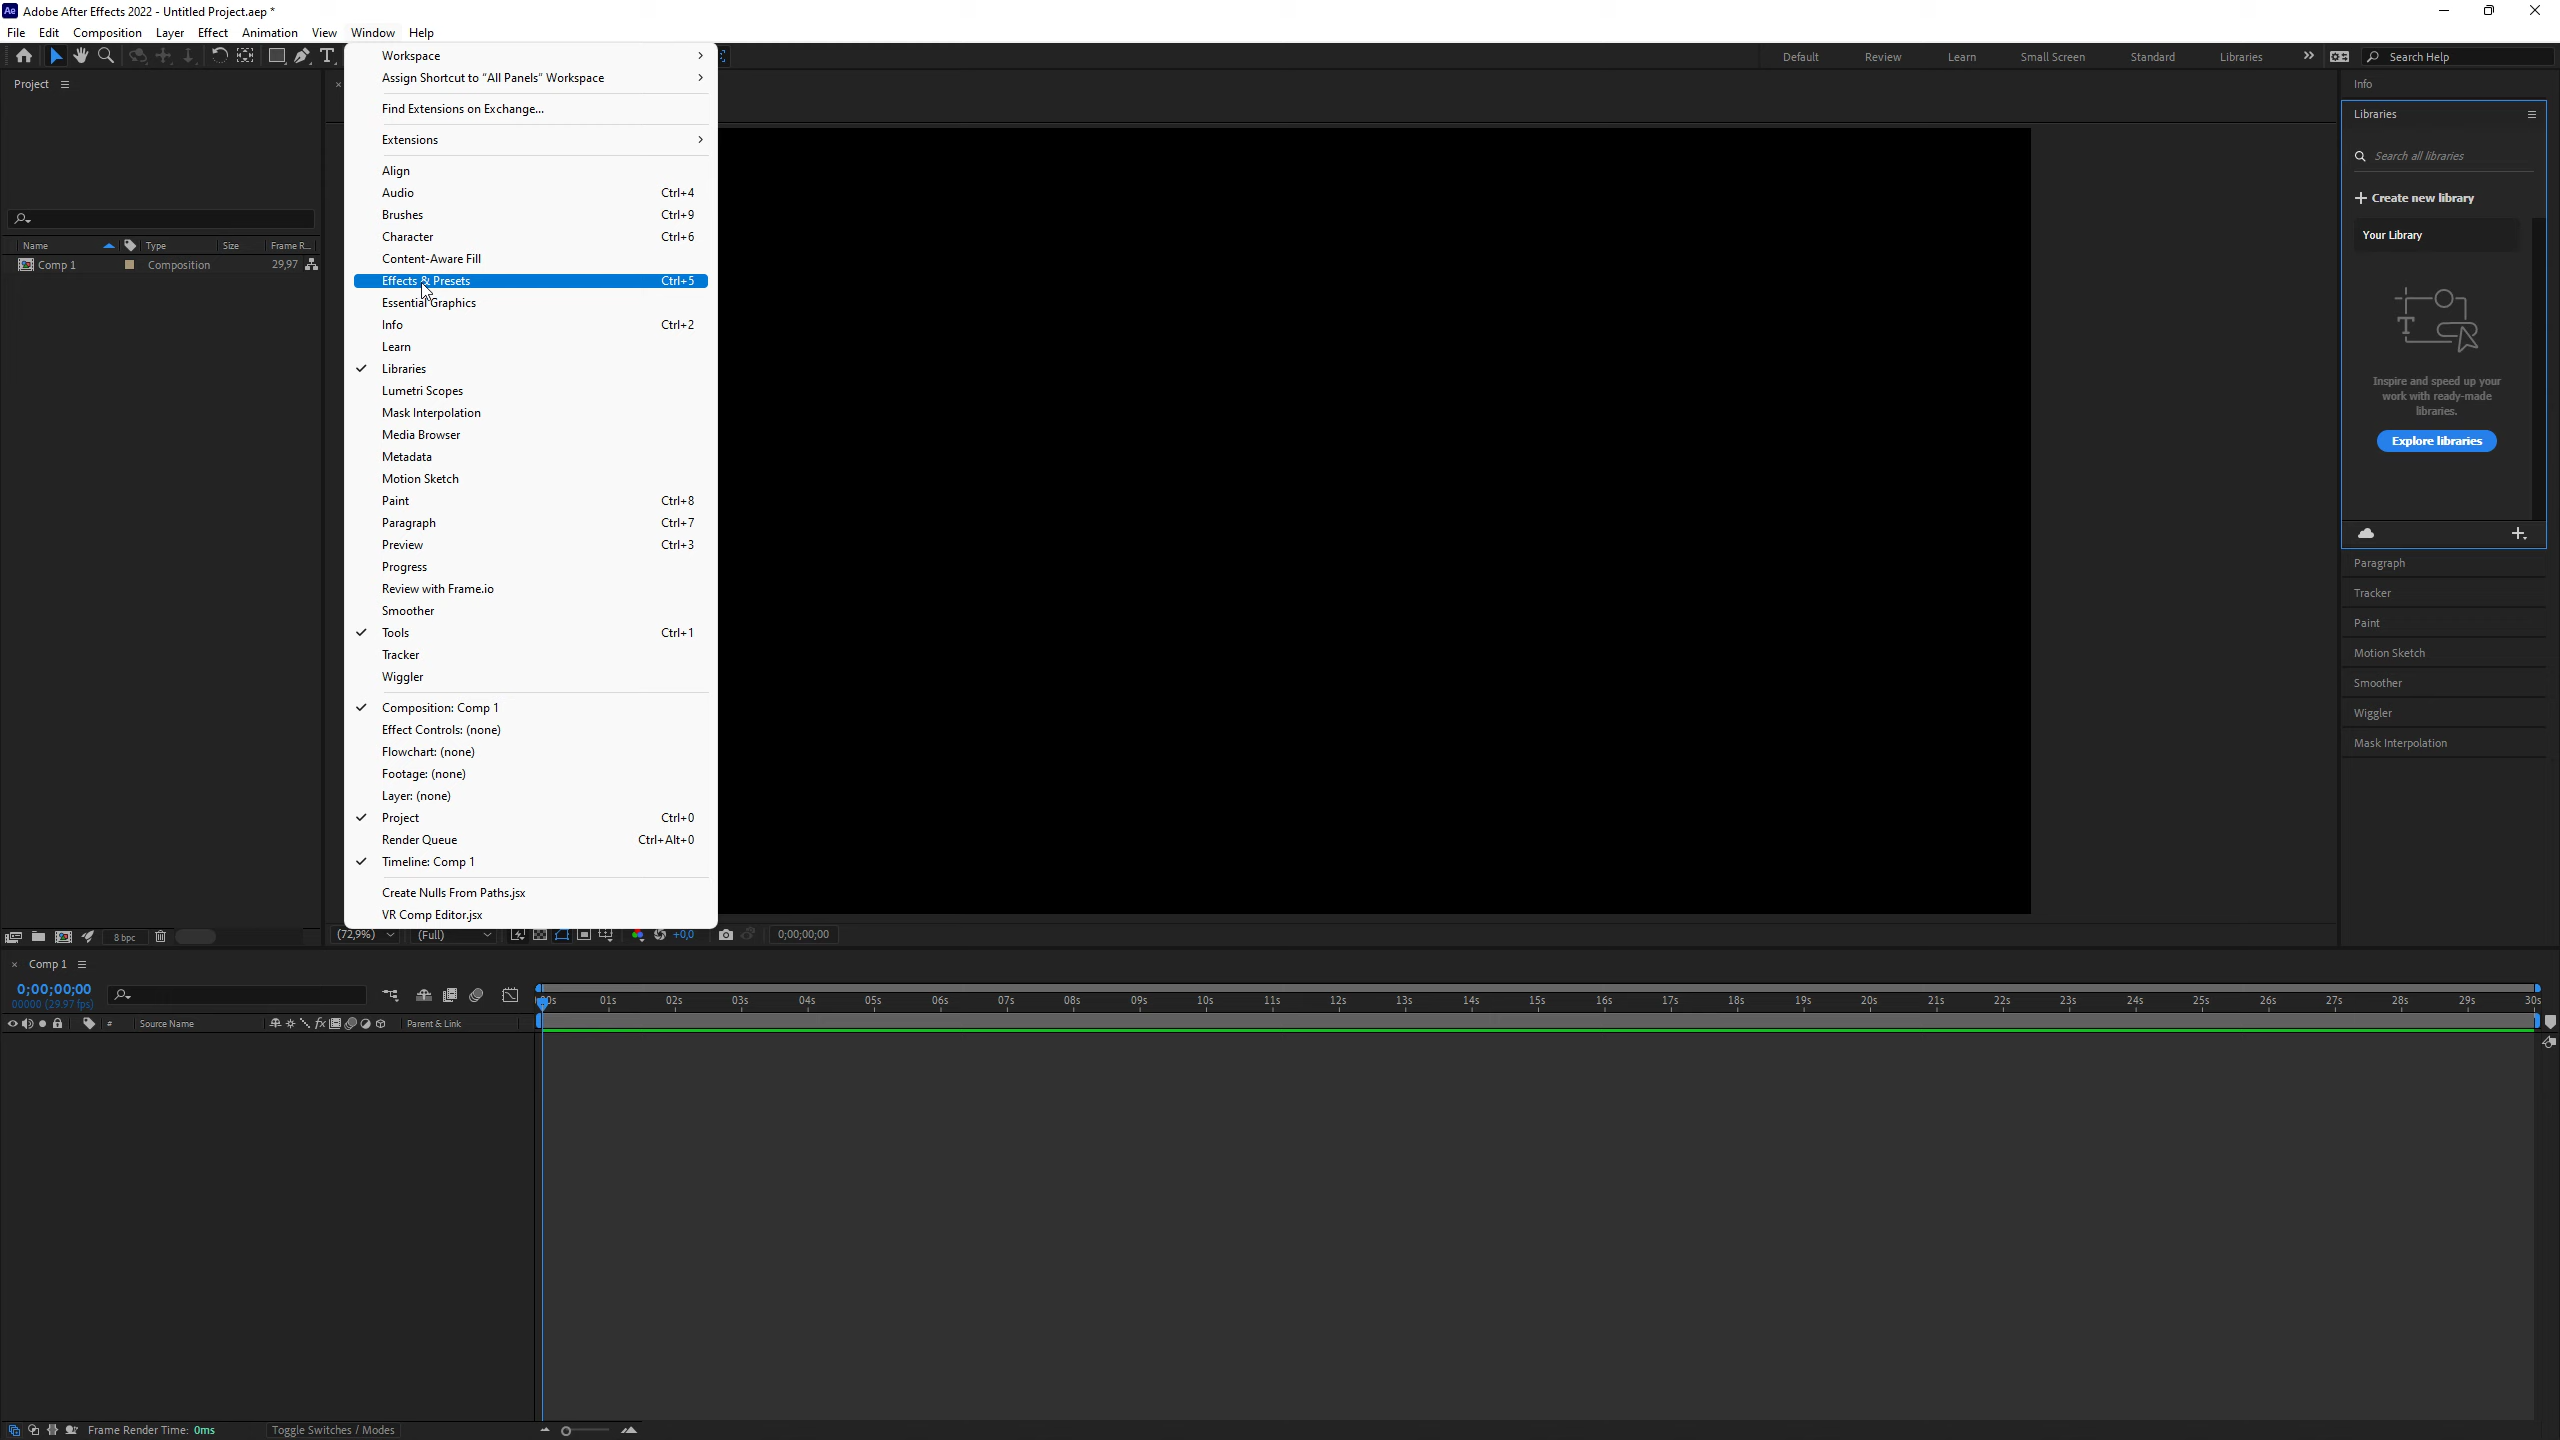 Ae Adobe After Effects 2022 - Untitled Project.aep *
File Edit Composition Layer Effect Animation View Window Help
Default Review Learn Small Screen Standard Libraries » Search Help
Project
Name Type Size Frame R...
Comp 1 Composition 29,97
Workspace
Assign Shortcut to "All Panels" Workspace
Find Extensions on Exchange...
Extensions
Align
Audio Ctrl+4
Brushes Ctrl+9
Character Ctrl+6
Content-Aware Fill
Effects & Presets Ctrl+5
Essential Graphics
Info Ctrl+2
Learn
Libraries
Lumetri Scopes
Mask Interpolation
Media Browser
Metadata
Motion Sketch
Paint Ctrl+8
Paragraph Ctrl+7
Preview Ctrl+3
Progress
Review with Frame.io
Smoother
Tools Ctrl+1
Tracker
Wiggler
Composition: Comp 1
Effect Controls: (none)
Flowchart: (none)
Footage: (none)
Layer: (none)
Project Ctrl+0
Render Queue Ctrl+Alt+0
Timeline: Comp 1
Create Nulls From Paths.jsx
VR Comp Editor.jsx
Info
Libraries
Search all libraries
+ Create new library
Your Library
Inspire and speed up your
work with ready-made
libraries.
Explore libraries
Paragraph
Tracker
Paint
Motion Sketch
Smoother
Wiggler
Mask Interpolation
8 bpc
(72,9%) (Full) +0,0 0;00;00;00
Comp 1
0;00;00;00
00000 (29.97 fps)
01s 02s 03s 04s 05s 06s 07s 08s 09s 10s 11s 12s 13s 14s 15s 16s 17s 18s 19s 20s 21s 22s 23s 24s 25s 26s 27s 28s 29s 30s
# Source Name fx Parent & Link
Frame Render Time: 0ms Toggle Switches / Modes